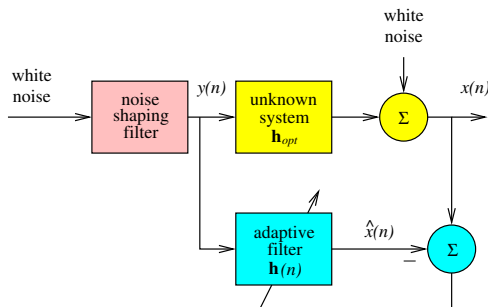 white
noise
white
noise
y(n)
x(n)
noise
shaping
filter
unknown
system
h_opt
Σ
adaptive
filter
h(n)
x̂(n)
Σ
−